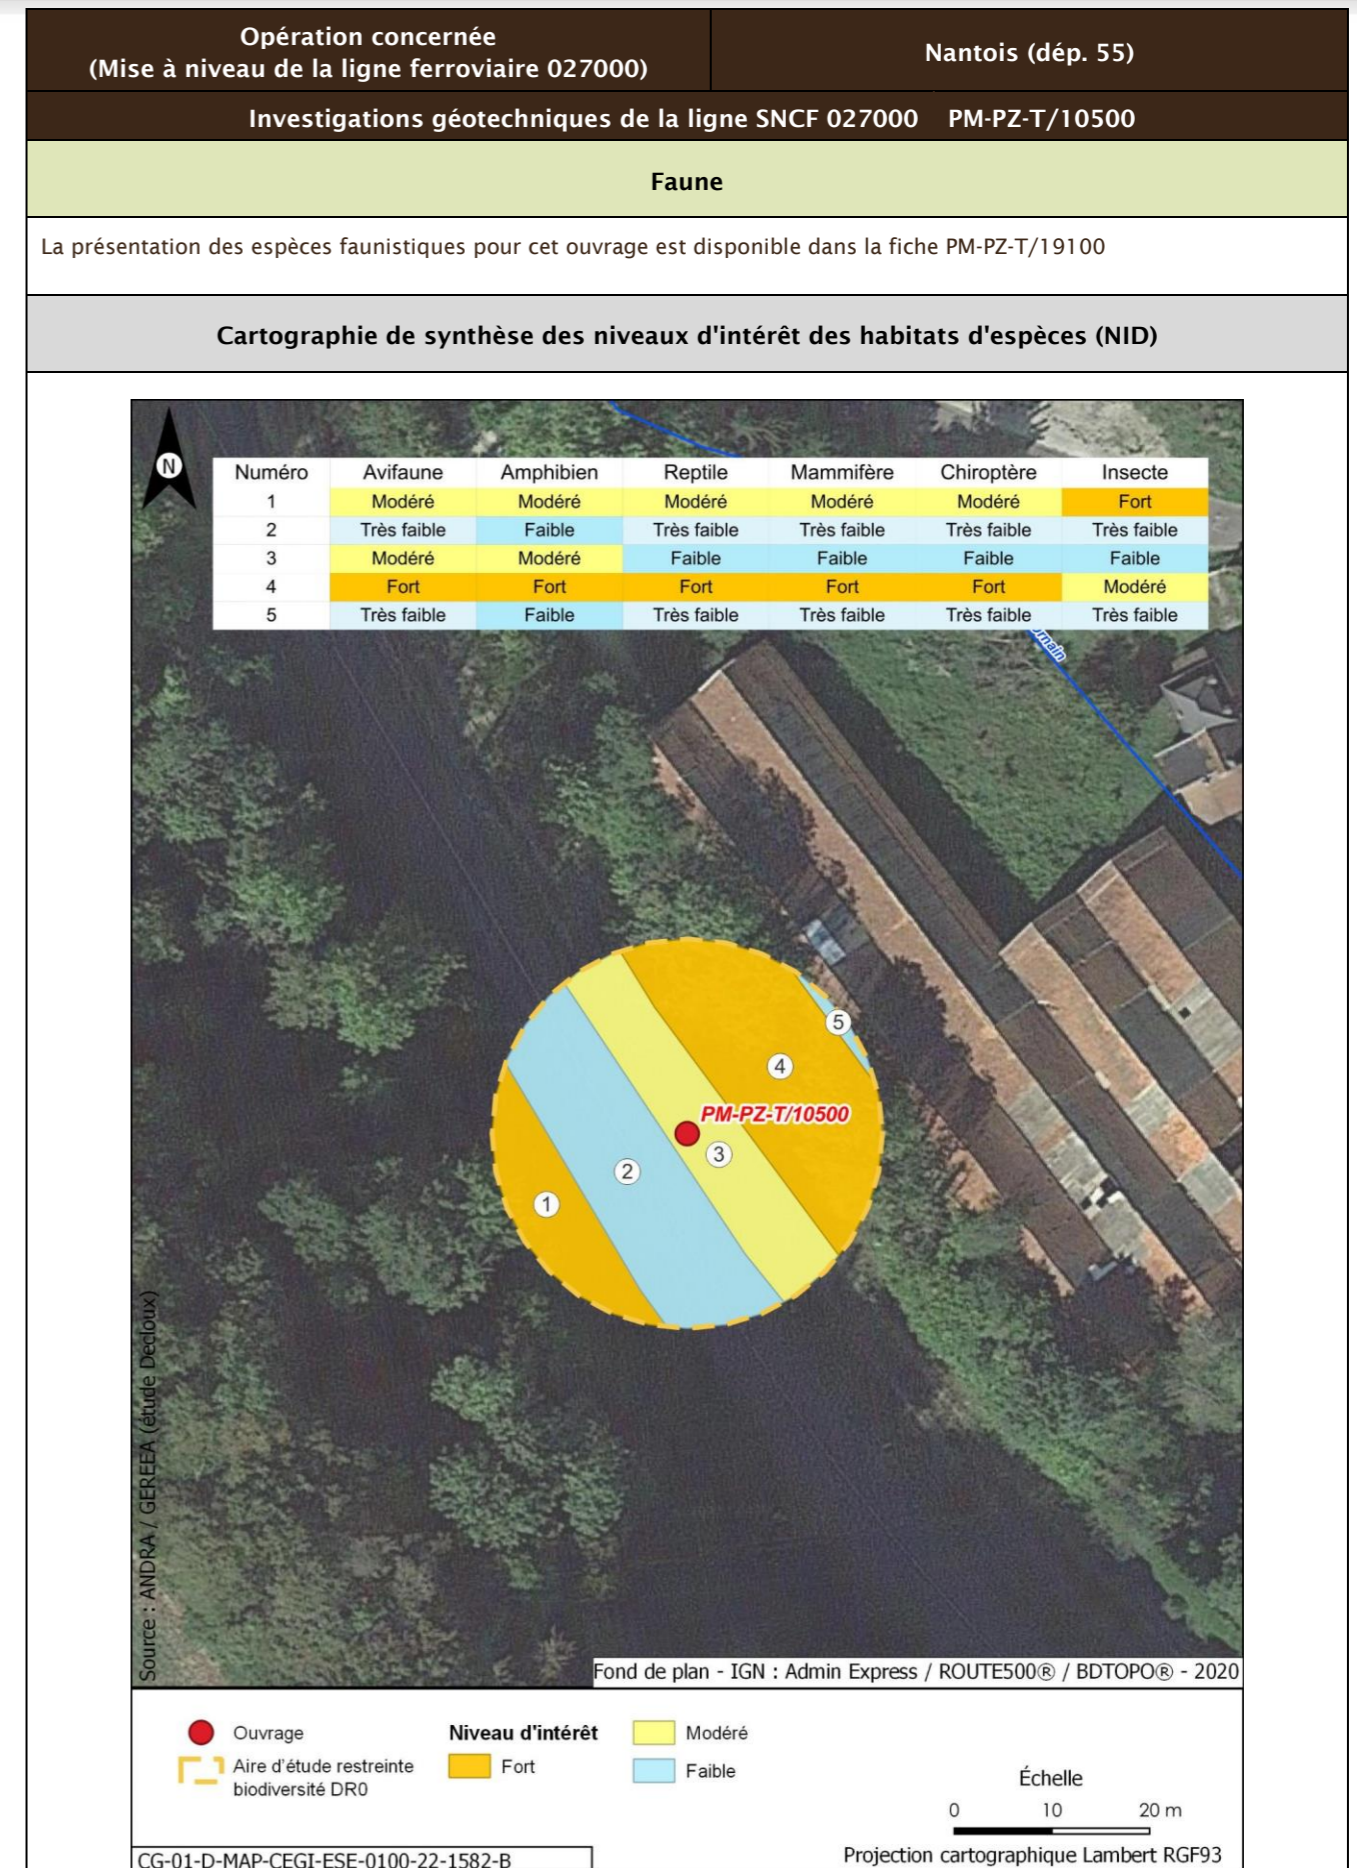 Opération concernée
(Mise à niveau de la ligne ferroviaire 027000)
Nantois (dép. 55)
Investigations géotechniques de la ligne SNCF 027000 PM-PZ-T/10500
Faune
La présentation des espèces faunistiques pour cet ouvrage est disponible dans la fiche PM-PZ-T/19100
Cartographie de synthèse des niveaux d'intérêt des habitats d'espèces (NID)
N
Numéro Avifaune Amphibien Reptile Mammifère Chiroptère Insecte
1 Modéré Modéré Modéré Modéré Modéré Fort
2 Très faible Faible Très faible Très faible Très faible Très faible
3 Modéré Modéré Faible Faible Faible Faible
4 Fort Fort Fort Fort Fort Modéré
5 Très faible Faible Très faible Très faible Très faible Très faible
5
4
PM-PZ-T/10500
3
2
1
Source : ANDRA / GEREEA (étude Decloux)
Fond de plan - IGN : Admin Express / ROUTE500® / BDTOPO® - 2020
Ouvrage
Aire d'étude restreinte
biodiversité DR0
Niveau d'intérêt
Fort
Modéré
Faible
Échelle
0 10 20 m
Projection cartographique Lambert RGF93
CG-01-D-MAP-CEGI-ESE-0100-22-1582-B